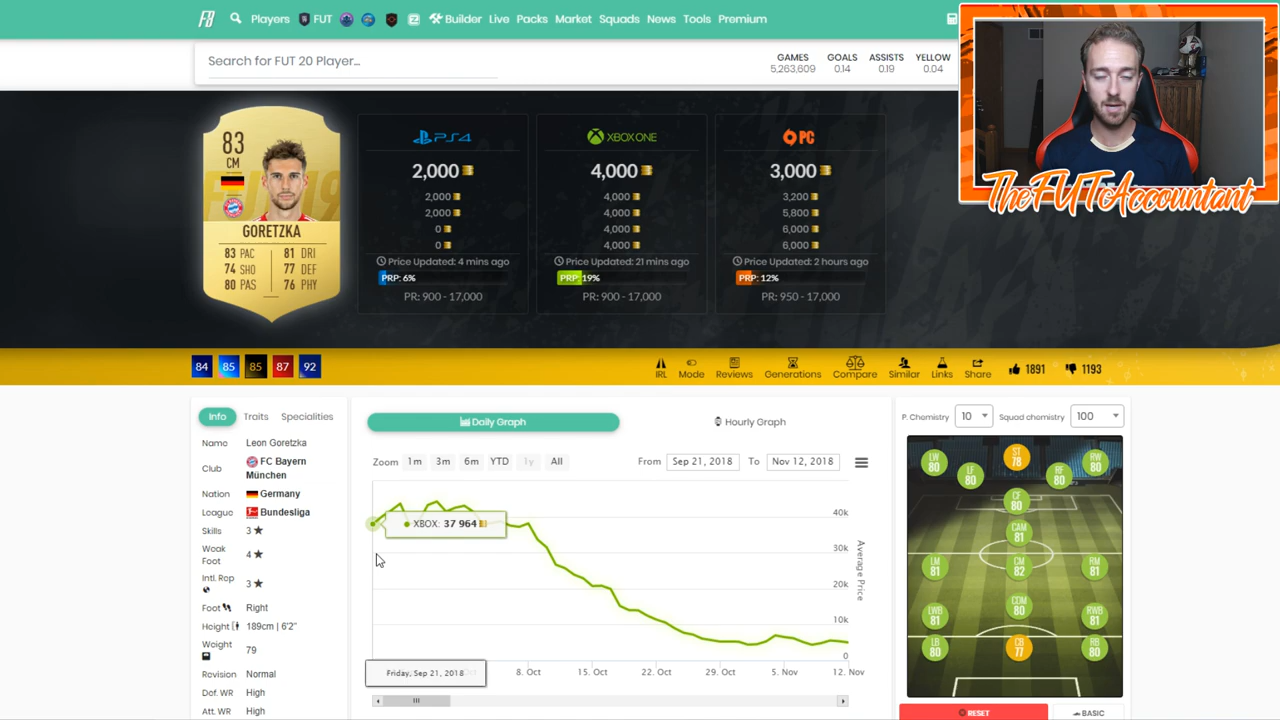 FB Players FUT Builder Live Packs Market Squads News Tools Premium
Search for FUT 20 Player...
GAMES GOALS ASSISTS YELLOW
5,263,609 0.14 0.19 0.04
TheFUTAccountant
83
CM
GORETZKA
83 PAC 81 DRI
74 SHO 77 DEF
80 PAS 76 PHY
PS4 XBOX ONE PC
2,000 4,000 3,000
2,000 4,000 3,200
2,000 4,000 5,800
0 4,000 6,000
0 4,000 6,000
Price Updated: 4 mins ago Price Updated: 21 mins ago Price Updated: 2 hours ago
PRP: 6% PRP: 19% PRP: 12%
PR: 900 - 17,000 PR: 900 - 17,000 PR: 950 - 17,000
84 85 85 87 92
IRL Mode Reviews Generations Compare Similar Links Share 1891 1193
Info Traits Specialities
Name Leon Goretzka
Club FC Bayern
München
Nation Germany
League Bundesliga
Skills 3
Weak
Foot 4
Intl. Rep 3
Foot Right
Height 189cm | 6'2"
Weight 79
Revision Normal
Def. WR High
Att. WR High
Daily Graph Hourly Graph
Zoom 1m 3m 6m YTD 1y All From Sep 21, 2018 To Nov 12, 2018
XBOX: 37 964
40k
30k
20k
10k
0
Average Price
Friday, Sep 21, 2018
8. Oct 15. Oct 22. Oct 29. Oct 5. Nov 12. Nov
P. Chemistry 10 Squad chemistry 100
LW
80
LF
80
ST
78
RF
80
RW
80
CF
80
CAM
81
LM
81
CM
82
RM
81
LWB
81
CDM
80
RWB
81
LB
80
CB
77
RB
80
RESET BASIC